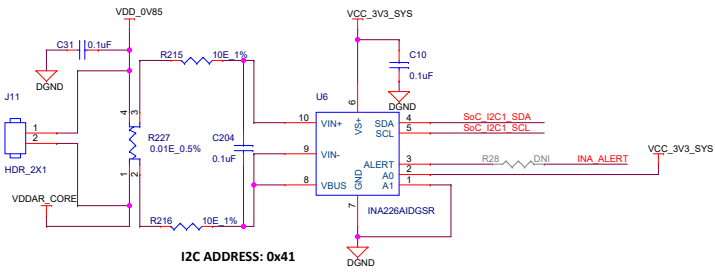 VDD_0V85
VCC_3V3_SYS
C31
0.1uF
R215
10E_1%
C10
0.1uF
DGND
DGND
J11
U6
4
3
6
1
2
R227
0.01E_0.5%
C204
0.1uF
10
VIN+
VS+
SDA
4
SoC_I2C1_SDA
SCL
5
SoC_I2C1_SCL
9
VIN-
VCC_3V3_SYS
HDR_2X1
ALERT
3
R28
DNI
INA_ALERT
8
VBUS
GND
A0
2
A1
1
1
2
VDDAR_CORE
7
INA226AIDGSR
R216
10E_1%
DGND
I2C ADDRESS: 0x41